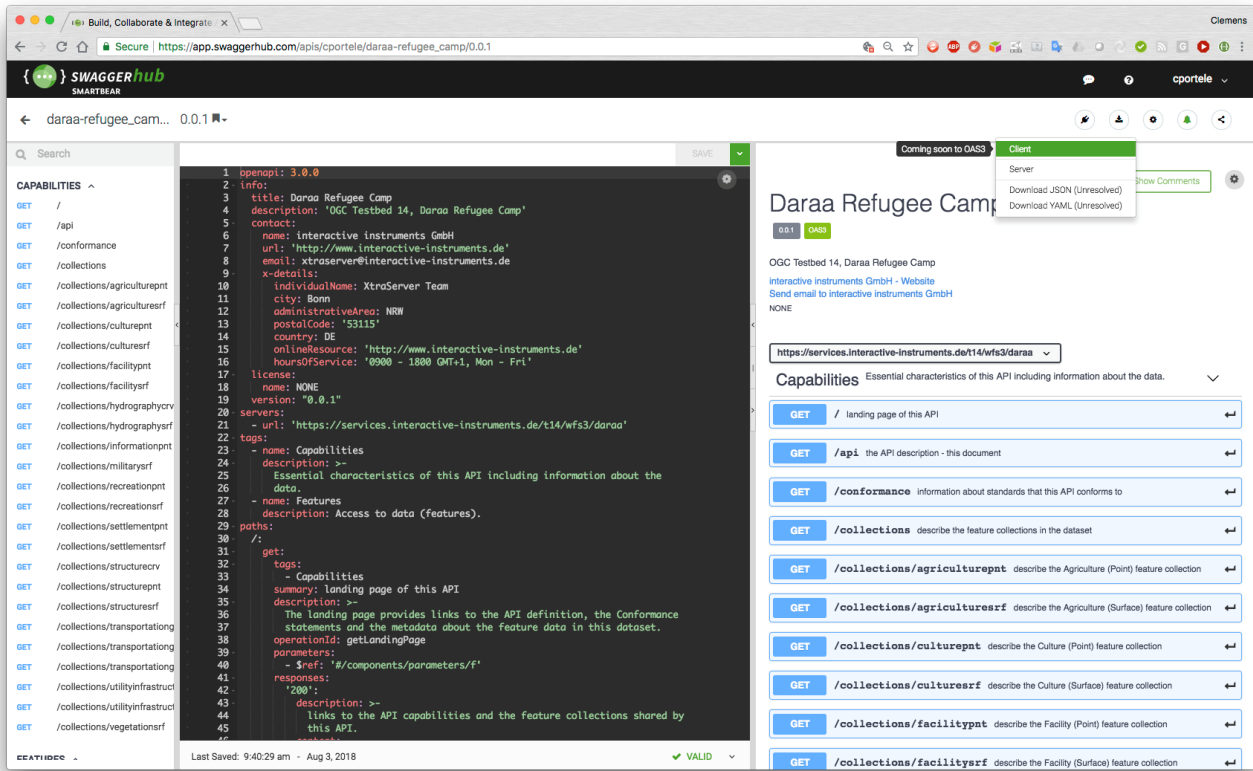 (•••) Build, Collaborate & Integrate
Clemens
Secure | https://app.swaggerhub.com/apis/cportele/daraa-refugee_camp/0.0.1
{ ••• } SWAGGERhub
SMARTBEAR
cportele
daraa-refugee_cam... 0.0.1
Search
SAVE
Coming soon to OAS3
Client
Server
Download JSON (Unresolved)
Download YAML (Unresolved)
Show Comments
CAPABILITIES
GET /
GET /api
GET /conformance
GET /collections
GET /collections/agriculturepnt
GET /collections/agriculturesrf
GET /collections/culturepnt
GET /collections/culturesrf
GET /collections/facilitypnt
GET /collections/facilitysrf
GET /collections/hydrographycrv
GET /collections/hydrographysrf
GET /collections/informationpnt
GET /collections/militarysrf
GET /collections/recreationpnt
GET /collections/recreationsrf
GET /collections/settlementpnt
GET /collections/settlementsrf
GET /collections/structurecrv
GET /collections/structurepnt
GET /collections/structuresrf
GET /collections/transportationg
GET /collections/transportationg
GET /collections/utilityinfrastruct
GET /collections/utilityinfrastruct
GET /collections/vegetationsrf
FEATURES
1 openapi: 3.0.0
2 info:
3 title: Daraa Refugee Camp
4 description: 'OGC Testbed 14, Daraa Refugee Camp'
5 contact:
6 name: interactive instruments GmbH
7 url: 'http://www.interactive-instruments.de'
8 email: xtraserver@interactive-instruments.de
9 x-details:
10 individualName: XtraServer Team
11 city: Bonn
12 administrativeArea: NRW
13 postalCode: '53115'
14 country: DE
15 onlineResource: 'http://www.interactive-instruments.de'
16 hoursOfService: '0900 - 1800 GMT+1, Mon - Fri'
17 license:
18 name: NONE
19 version: "0.0.1"
20 servers:
21 - url: 'https://services.interactive-instruments.de/t14/wfs3/daraa'
22 tags:
23 - name: Capabilities
24 description: >-
25 Essential characteristics of this API including information about the
26 data.
27 - name: Features
28 description: Access to data (features).
29 paths:
30 /:
31 get:
32 tags:
33 - Capabilities
34 summary: landing page of this API
35 description: >-
36 The landing page provides links to the API definition, the Conformance
37 statements and the metadata about the feature data in this dataset.
38 operationId: getLandingPage
39 parameters:
40 - $ref: '#/components/parameters/f'
41 responses:
42 '200':
43 description: >-
44 links to the API capabilities and the feature collections shared by
45 this API.
46 content:
Last Saved: 9:40:29 am - Aug 3, 2018
VALID
Daraa Refugee Camp
0.0.1 OAS3
OGC Testbed 14, Daraa Refugee Camp
interactive instruments GmbH - Website
Send email to interactive instruments GmbH
NONE
https://services.interactive-instruments.de/t14/wfs3/daraa
Capabilities Essential characteristics of this API including information about the data.
GET / landing page of this API
GET /api the API description - this document
GET /conformance information about standards that this API conforms to
GET /collections describe the feature collections in the dataset
GET /collections/agriculturepnt describe the Agriculture (Point) feature collection
GET /collections/agriculturesrf describe the Agriculture (Surface) feature collection
GET /collections/culturepnt describe the Culture (Point) feature collection
GET /collections/culturesrf describe the Culture (Surface) feature collection
GET /collections/facilitypnt describe the Facility (Point) feature collection
GET /collections/facilitysrf describe the Facility (Surface) feature collection